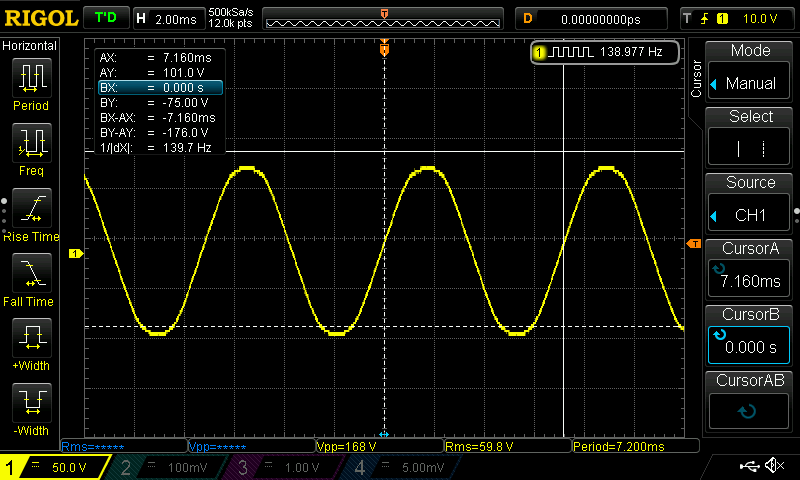 RIGOL T'D H 2.00ms 500kSa/s 12.0k pts D 0.00000000ps T 1 10.0 V
T
Horizontal
Period
Freq
Rise Time
Fall Time
+Width
-Width
AX: = 7.160ms
AY: = 101.0 V
BX: = 0.000 s
BY: = -75.00 V
BX-AX: = -7.160ms
BY-AY: = -176.0 V
1/|dX|: = 139.7 Hz
T
1 138.977 Hz
1
T
Cursor
Mode
Manual
Select
Source
CH1
CursorA
7.160ms
CursorB
0.000 s
CursorAB
Rms=***** Vpp=***** Vpp=168 V Rms=59.8 V Period=7.200ms
1 = 50.0 V 2 = 100mV 3 = 1.00 V 4 = 5.00mV